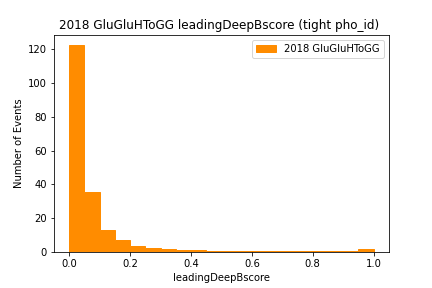 2018 GluGluHToGG leadingDeepBscore (tight pho_id)
2018 GluGluHToGG
Number of Events
120
100
80
60
40
20
0
0.0 0.2 0.4 0.6 0.8 1.0
leadingDeepBscore